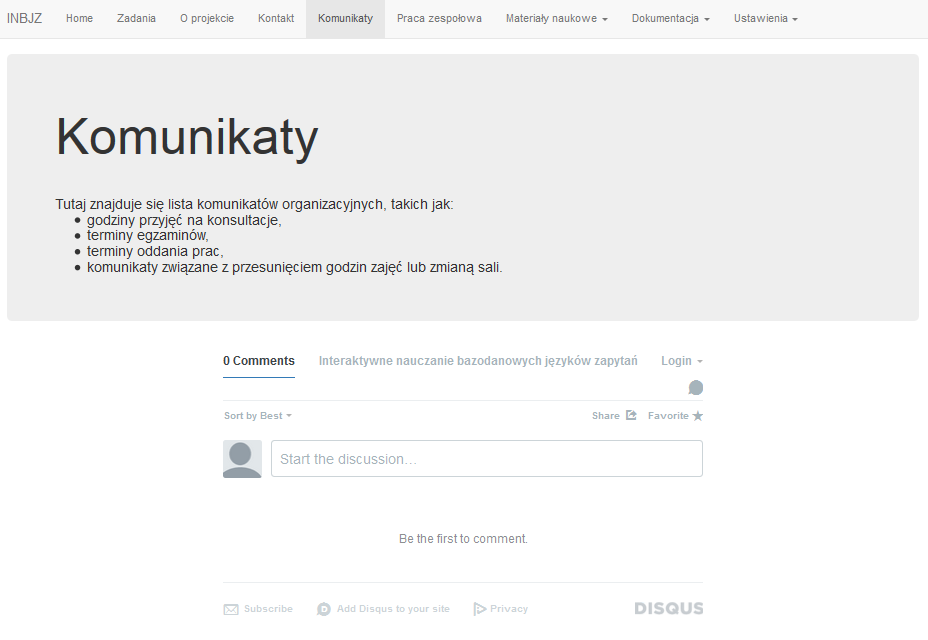 INBJZ Home Zadania O projekcie Kontakt Komunikaty Praca zespołowa Materiały naukowe Dokumentacja Ustawienia
Komunikaty
Tutaj znajduje się lista komunikatów organizacyjnych, takich jak:
godziny przyjęć na konsultacje,
terminy egzaminów,
terminy oddania prac,
komunikaty związane z przesunięciem godzin zajęć lub zmianą sali.
0 Comments Interaktywne nauczanie bazodanowych języków zapytań Login
Sort by Best Share Favorite
Start the discussion...
Be the first to comment.
Subscribe Add Disqus to your site Privacy DISQUS